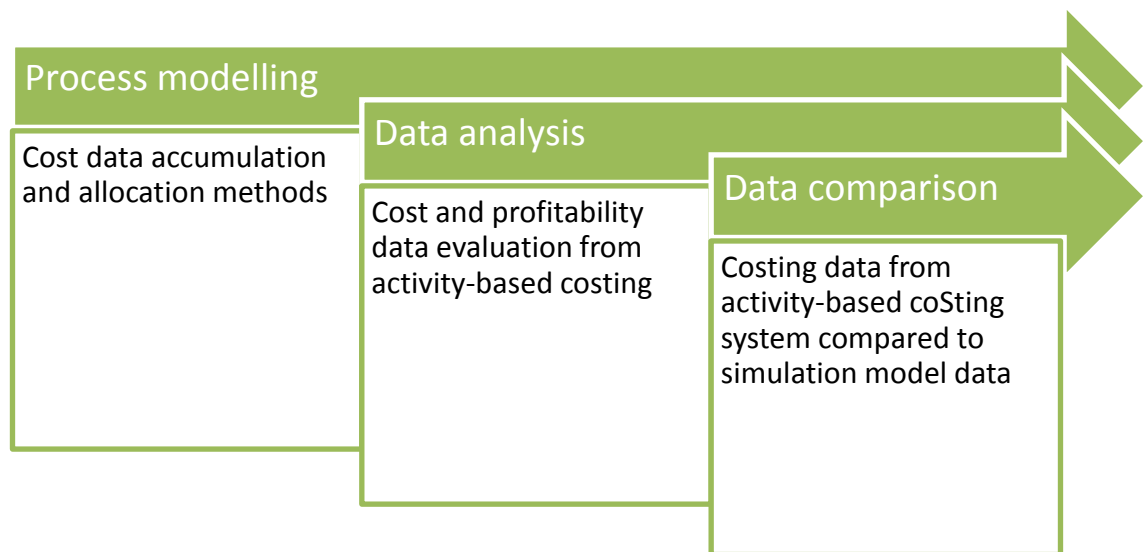 Process modelling
Cost data accumulation
and allocation methods
Data analysis
Cost and profitability
data evaluation from
activity-based costing
Data comparison
Costing data from
activity-based coSting
system compared to
simulation model data